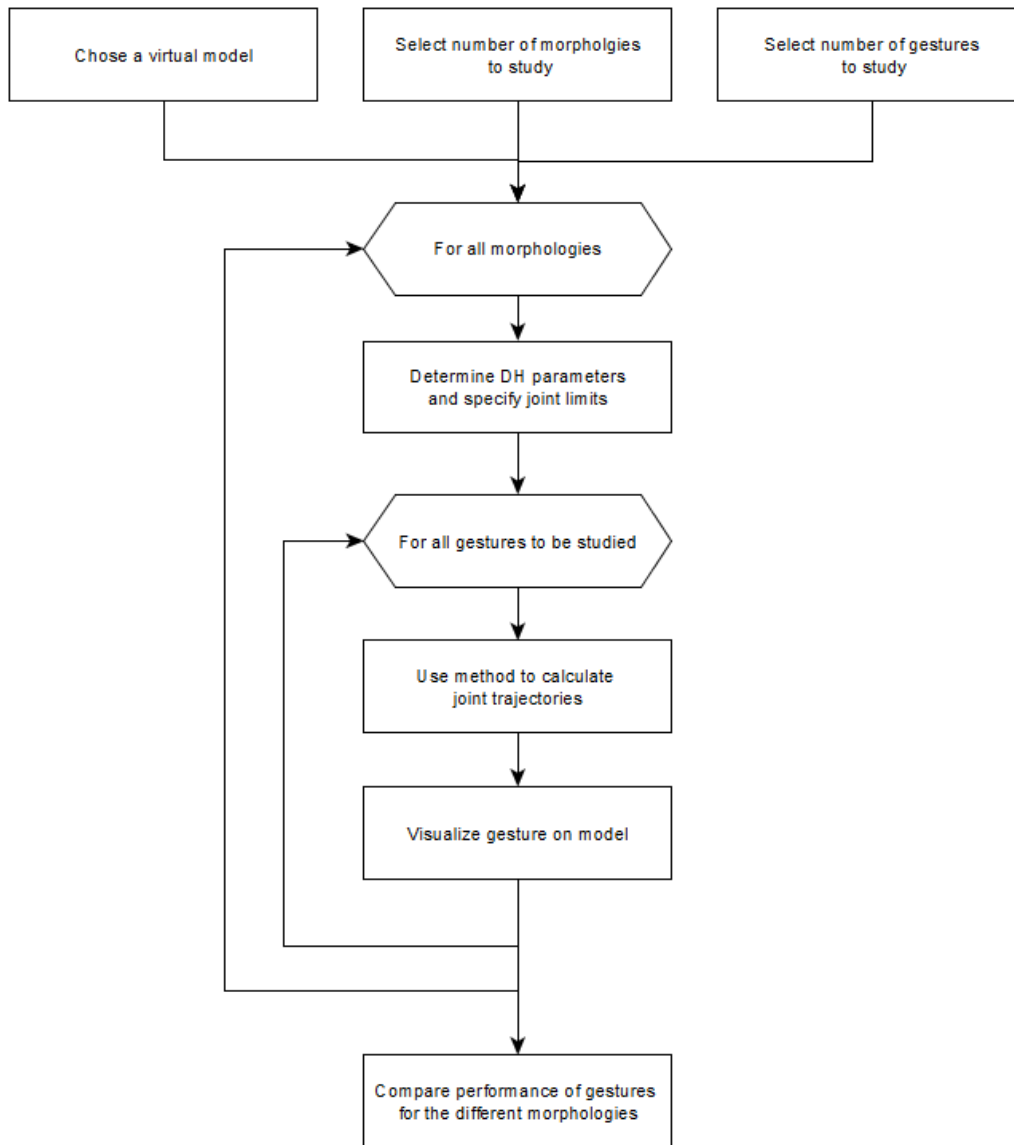 Chose a virtual model
Select number of morpholgies
to study
Select number of gestures
to study
For all morphologies
Determine DH parameters
and specify joint limits
For all gestures to be studied
Use method to calculate
joint trajectories
Visualize gesture on model
Compare performance of gestures
for the different morphologies